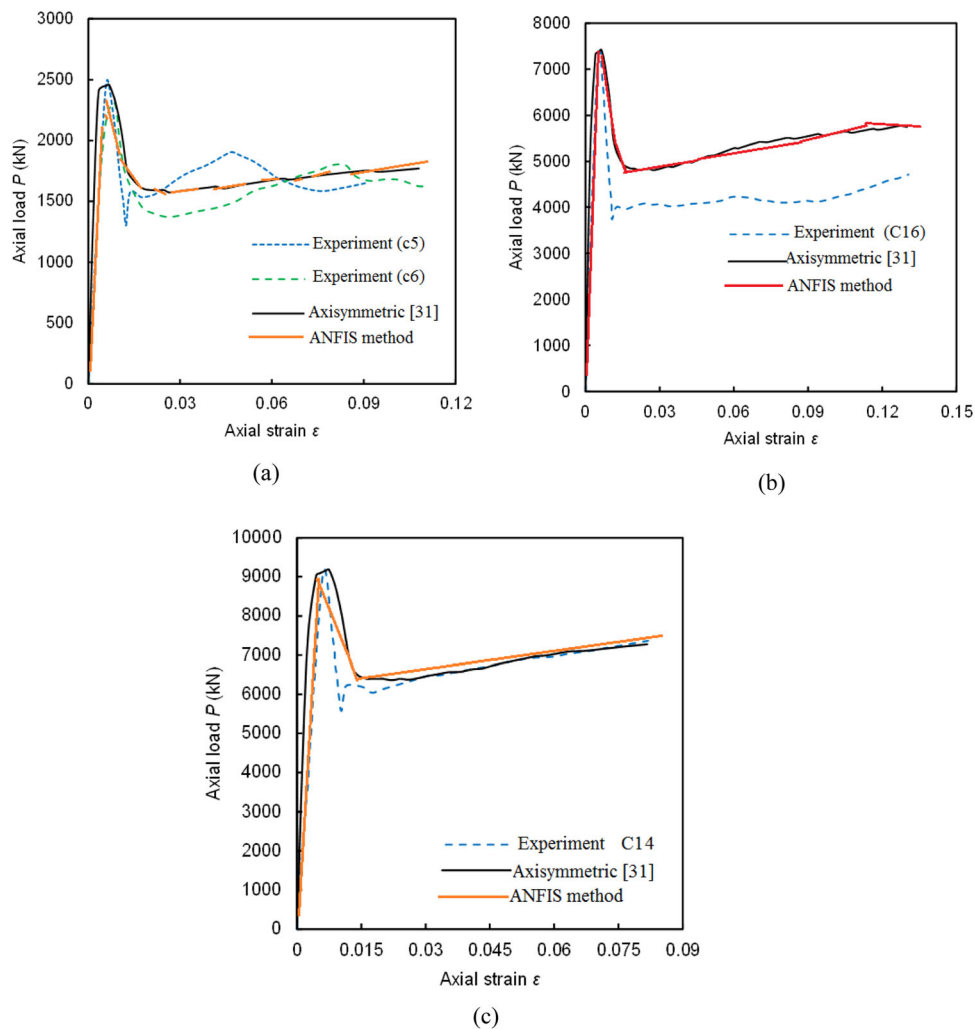 3000
2500
2000
1500
1000
500
0
Axial load P (kN)
0 0.03 0.06 0.09 0.12
Axial strain ε
Experiment (c5)
Experiment (c6)
Axisymmetric [31]
ANFIS method
(a)
8000
7000
6000
5000
4000
3000
2000
1000
0
Axial load P (kN)
0 0.03 0.06 0.09 0.12 0.15
Axial strain ε
Experiment (C16)
Axisymmetric [31]
ANFIS method
(b)
10000
9000
8000
7000
6000
5000
4000
3000
2000
1000
0
Axial load P (kN)
0 0.015 0.03 0.045 0.06 0.075 0.09
Axial strain ε
Experiment C14
Axisymmetric [31]
ANFIS method
(c)